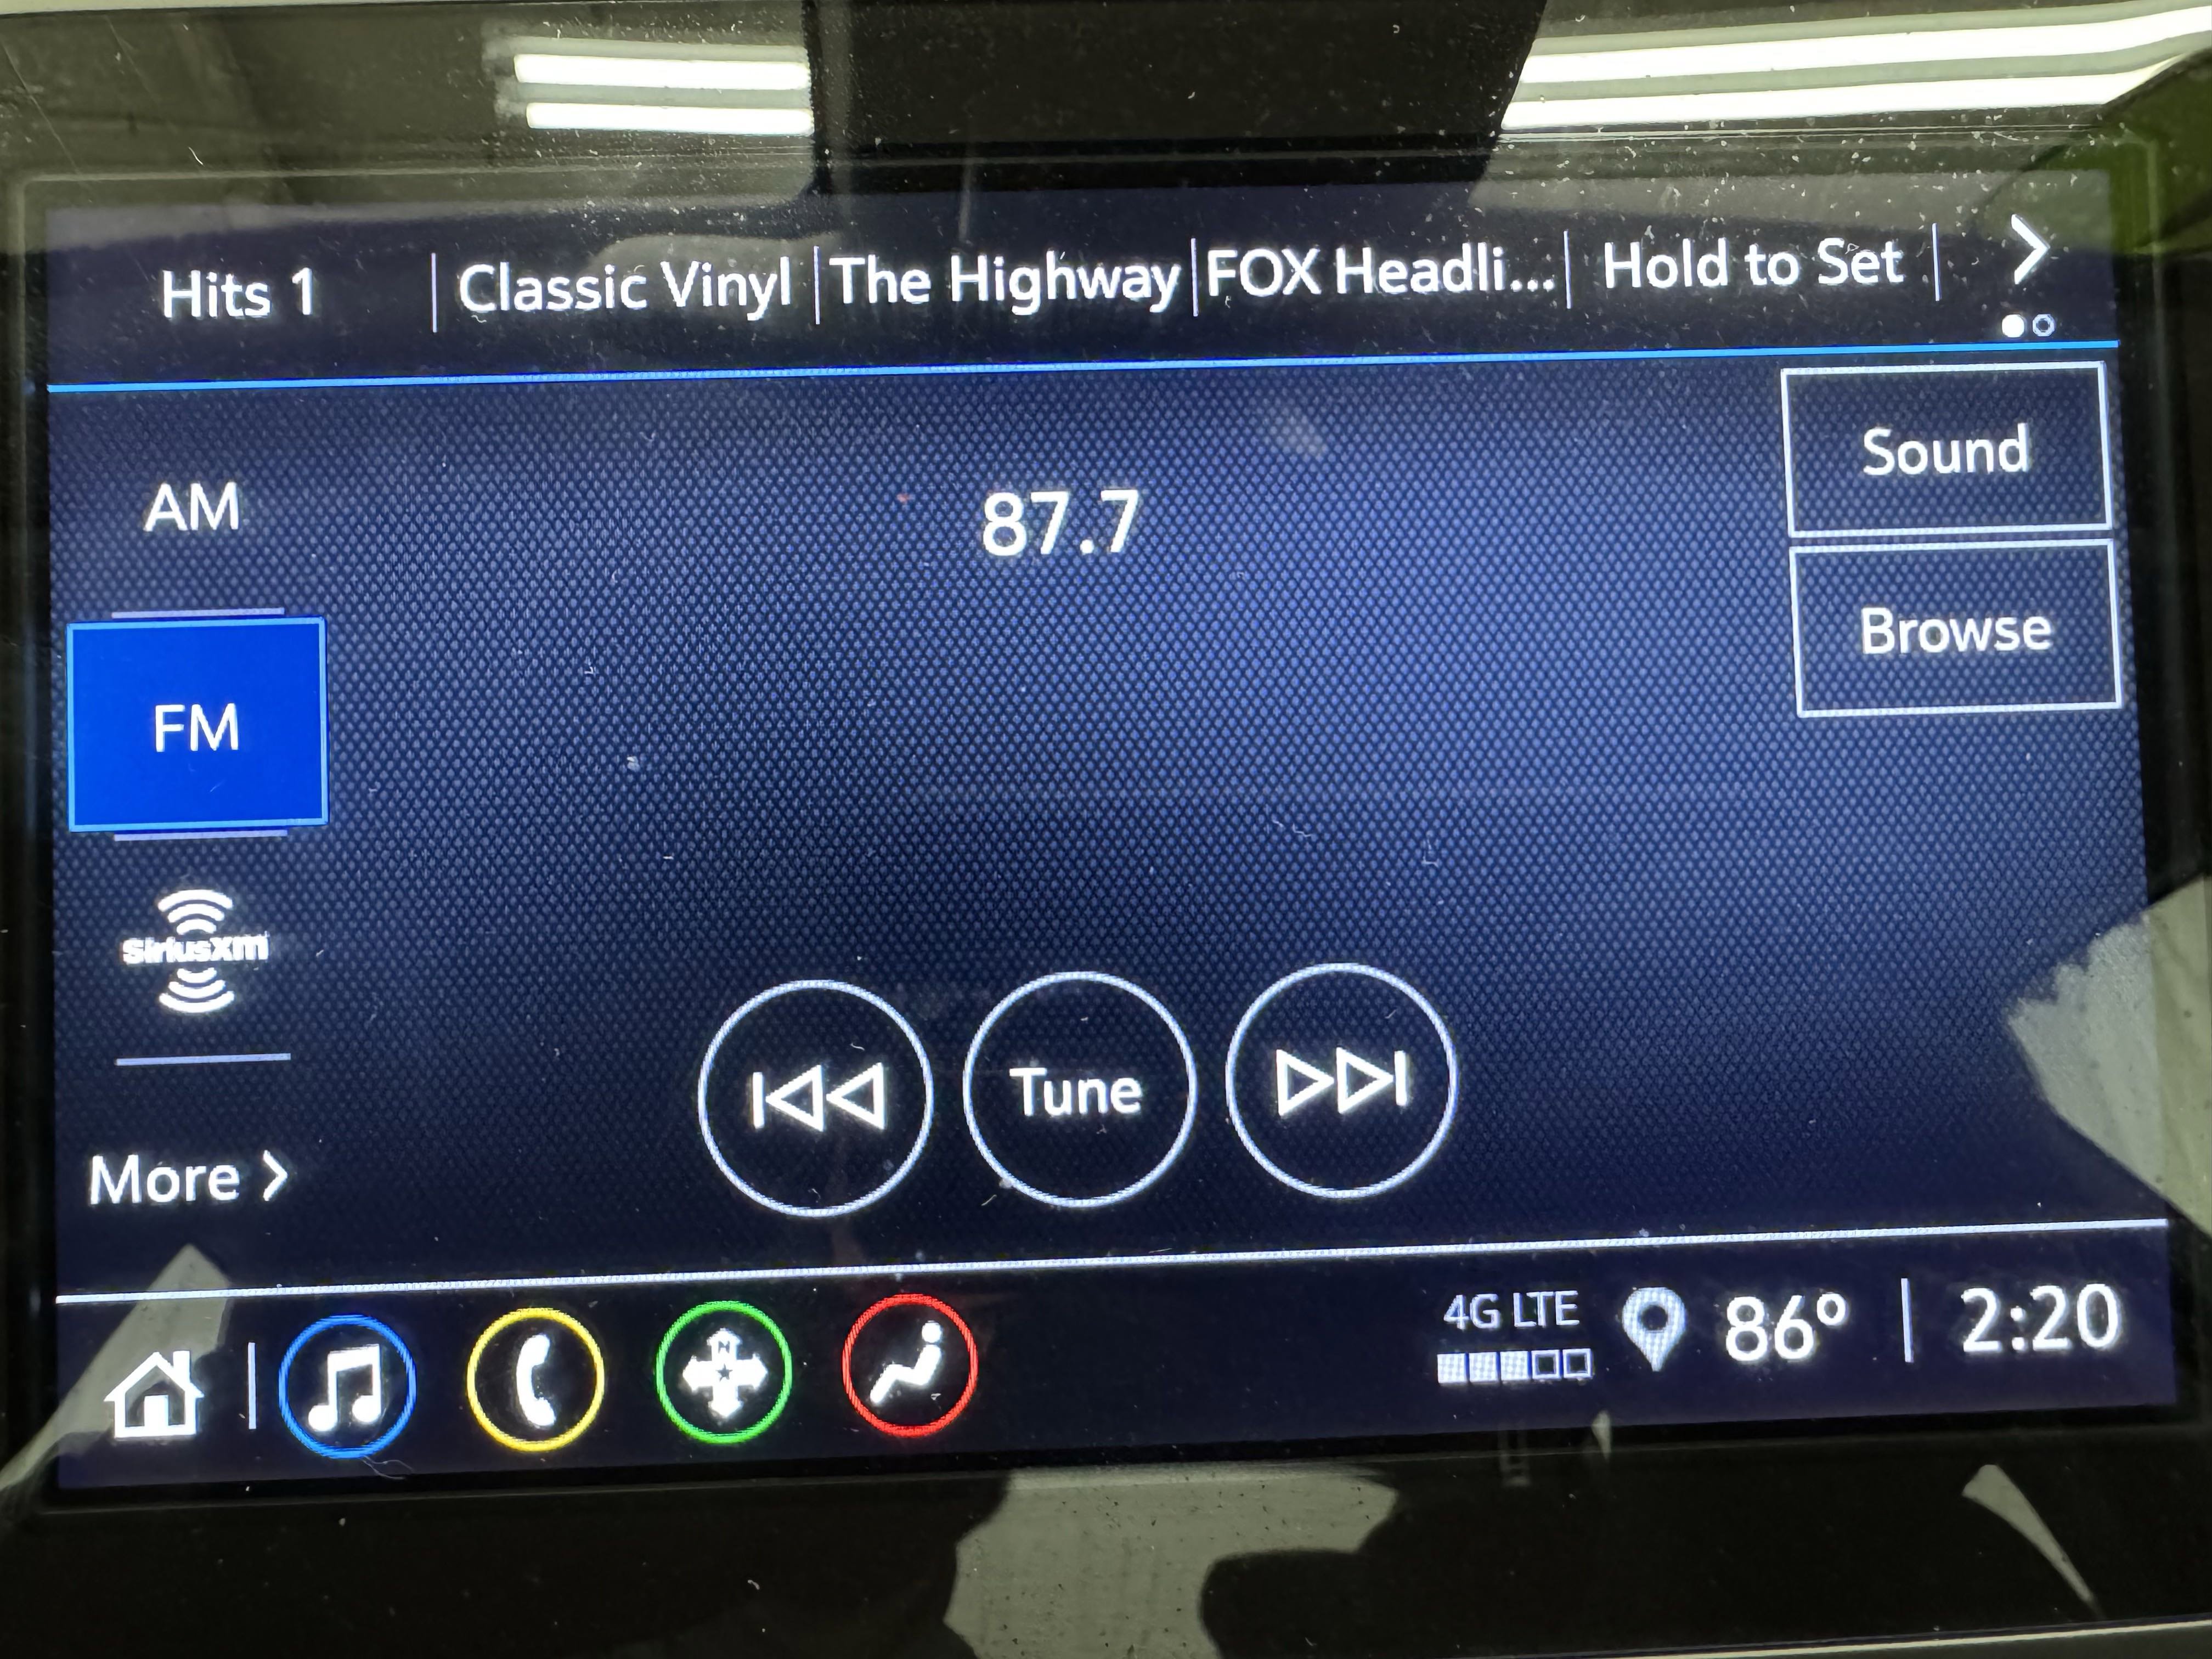 Hits 1
Classic Vinyl
The Highway
FOX Headli...
Hold to Set
Sound
AM
87.7
Browse
FM
SiriusXM
Tune
More
N
4G LTE
86°
2:20